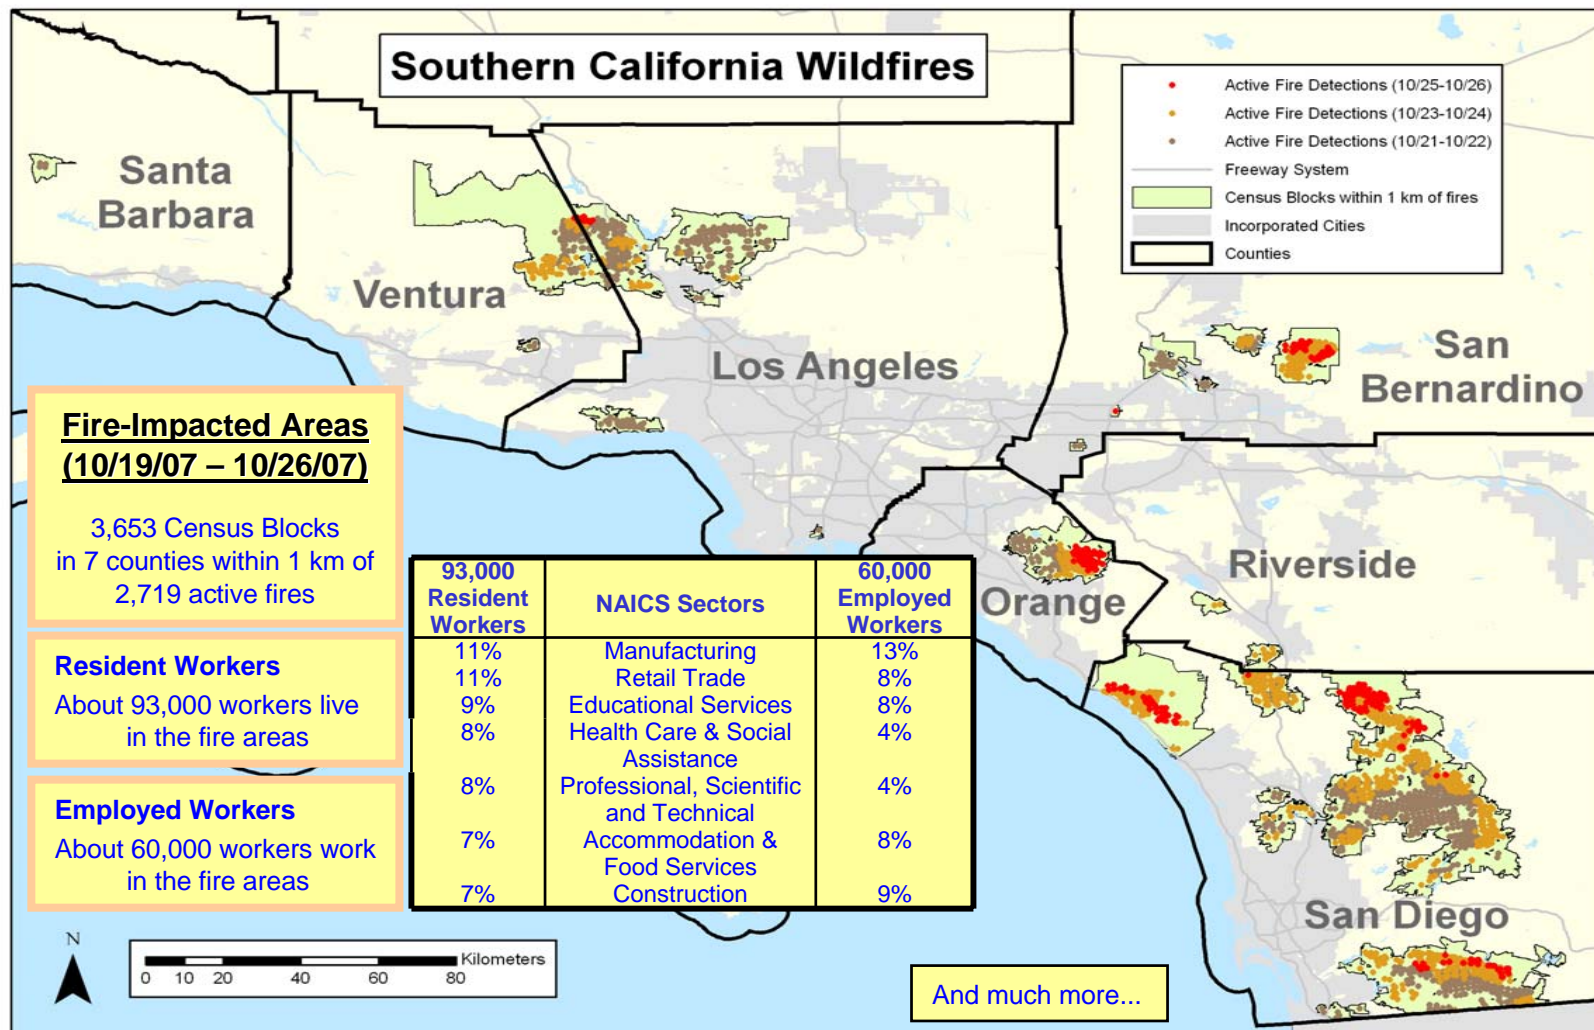 Southern California Wildfires
Active Fire Detections (10/25-10/26)
Active Fire Detections (10/23-10/24)
Active Fire Detections (10/21-10/22)
Freeway System
Census Blocks within 1 km of fires
Incorporated Cities
Counties
Santa
Barbara
Ventura
Los Angeles
San
Bernardino
Riverside
Orange
San Diego
Fire-Impacted Areas
(10/19/07 – 10/26/07)
3,653 Census Blocks
in 7 counties within 1 km of
2,719 active fires
Resident Workers
About 93,000 workers live
in the fire areas
Employed Workers
About 60,000 workers work
in the fire areas
93,000 60,000
Resident NAICS Sectors Employed
Workers Workers
11% Manufacturing 13%
11% Retail Trade 8%
9% Educational Services 8%
8% Health Care & Social 4%
Assistance
8% Professional, Scientific 4%
and Technical
7% Accommodation & 8%
Food Services
7% Construction 9%
N
Kilometers
0 10 20 40 60 80
And much more...